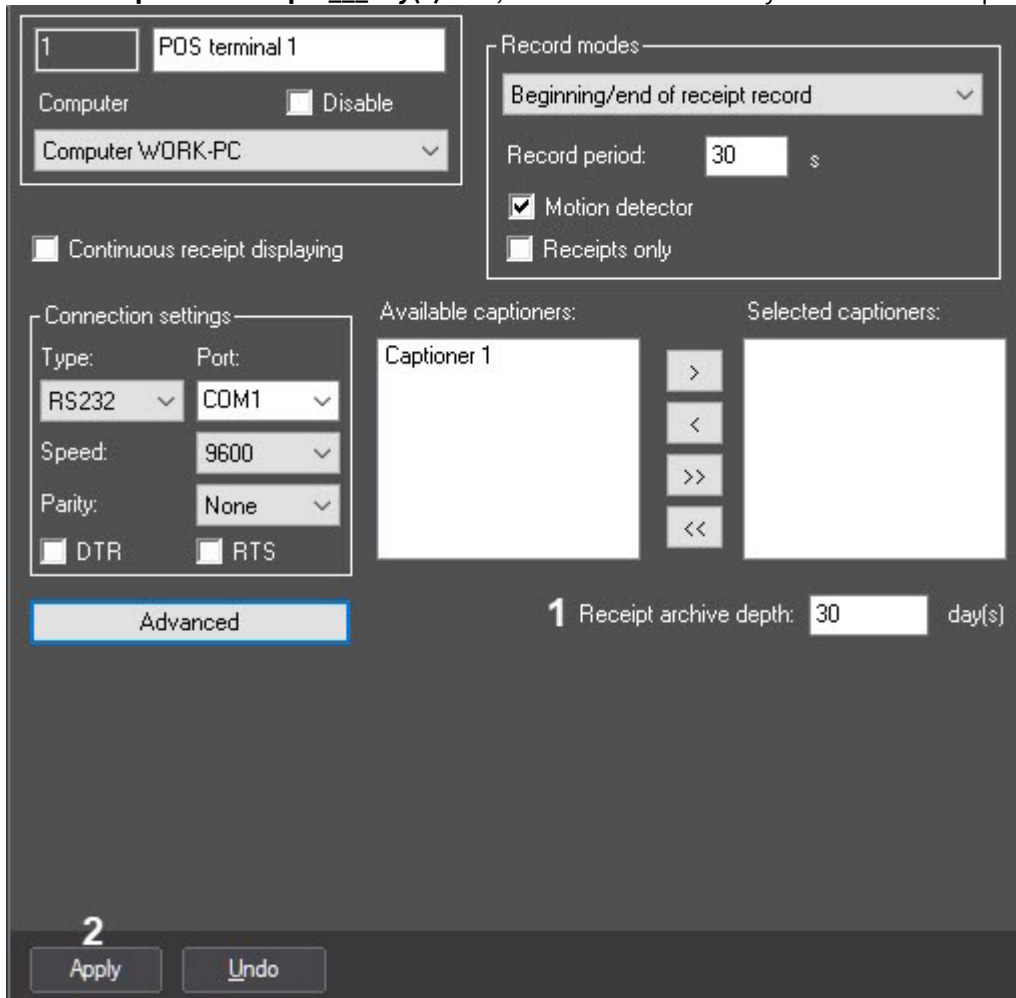 1 POS terminal 1
Computer Disable
Computer WORK-PC
Continuous receipt displaying
Record modes
Beginning/end of receipt record
Record period: 30 s
Motion detector
Receipts only
Connection settings
Type: Port:
RS232 COM1
Speed: 9600
Parity: None
DTR RTS
Available captioners:
Captioner 1
>
<
>>
<<
Selected captioners:
Advanced
1 Receipt archive depth: 30 day(s)
2
Apply Undo